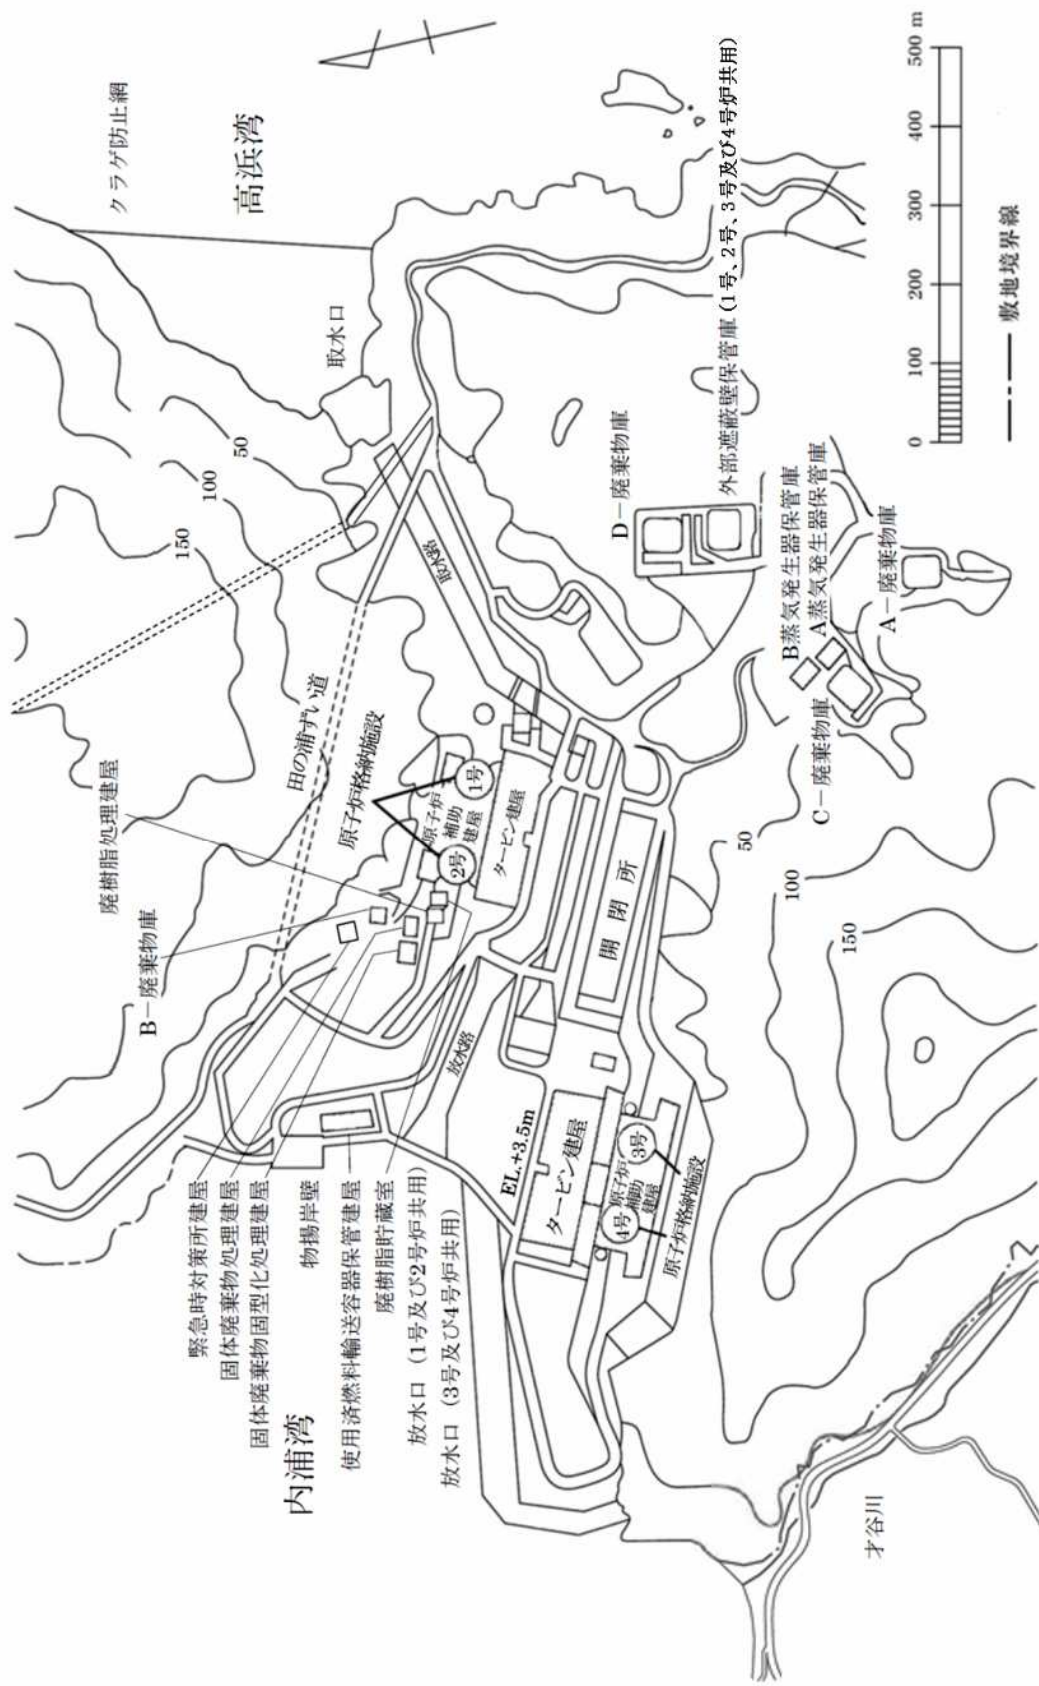 クラゲ防止網
高浜湾
取水口
50
100
150
田の浦ずい道
取水路
廃樹脂処理建屋
B－廃棄物庫
原子炉格納施設
原子炉
補助
建屋
1号
2号
タービン建屋
開閉所
放水路
EL.+3.5m
タービン建屋
3号
4号
原子炉
補助
建屋
原子炉格納施設
緊急時対策所建屋
固体廃棄物処理建屋
固体廃棄物固型化処理建屋
物揚岸壁
使用済燃料輸送容器保管建屋
廃樹脂貯蔵室
放水口（1号及び2号炉共用）
放水口（3号及び4号炉共用）
内浦湾
D－廃棄物庫
外部遮蔽壁保管庫（1号、2号、3号及び4号炉共用）
B蒸気発生器保管庫
A蒸気発生器保管庫
A－廃棄物庫
C－廃棄物庫
50
100
150
才谷川
0 100 200 300 400 500 m
敷地境界線